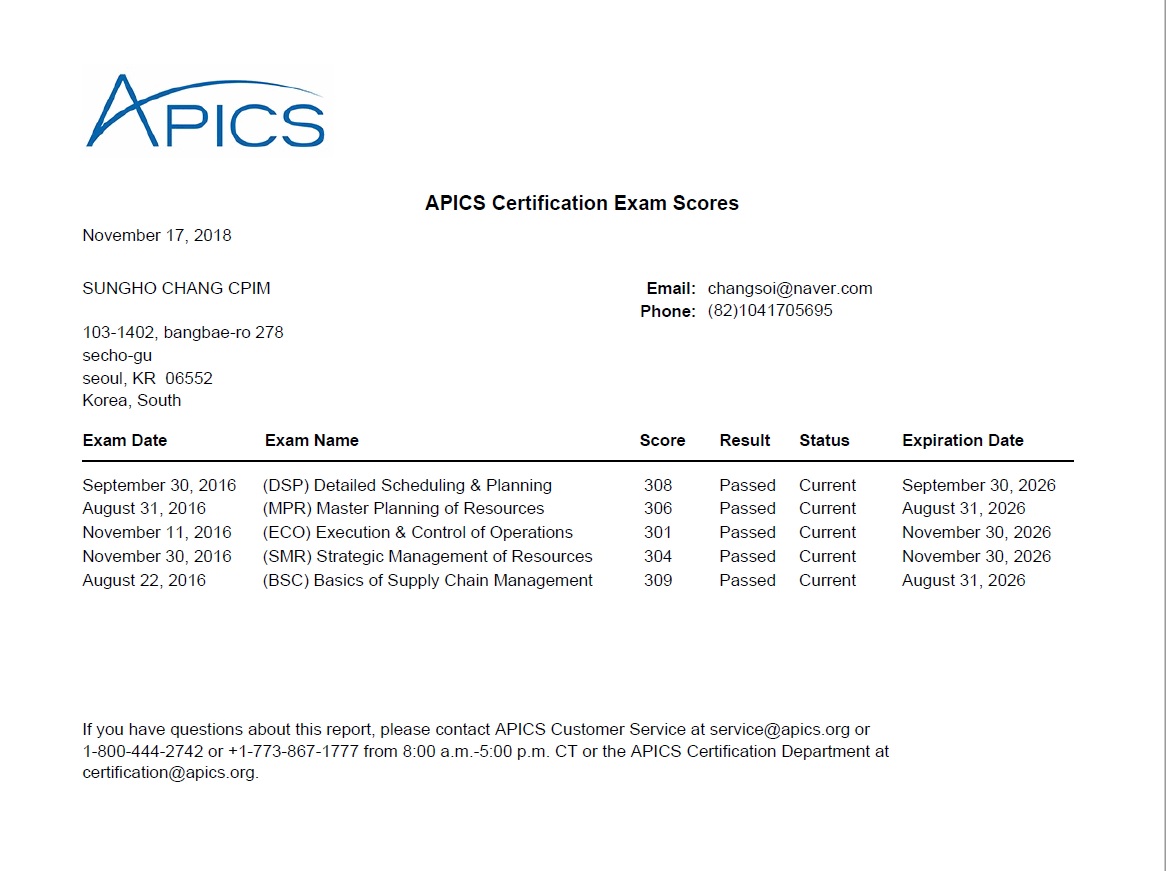 APICS
APICS Certification Exam Scores
November 17, 2018
SUNGHO CHANG CPIM
Email: changsoi@naver.com
Phone: (82)1041705695
103-1402, bangbae-ro 278
secho-gu
seoul, KR 06552
Korea, South
Exam Date Exam Name Score Result Status Expiration Date
September 30, 2016 (DSP) Detailed Scheduling & Planning 308 Passed Current September 30, 2026
August 31, 2016 (MPR) Master Planning of Resources 306 Passed Current August 31, 2026
November 11, 2016 (ECO) Execution & Control of Operations 301 Passed Current November 30, 2026
November 30, 2016 (SMR) Strategic Management of Resources 304 Passed Current November 30, 2026
August 22, 2016 (BSC) Basics of Supply Chain Management 309 Passed Current August 31, 2026
If you have questions about this report, please contact APICS Customer Service at service@apics.org or
1-800-444-2742 or +1-773-867-1777 from 8:00 a.m.-5:00 p.m. CT or the APICS Certification Department at
certification@apics.org.